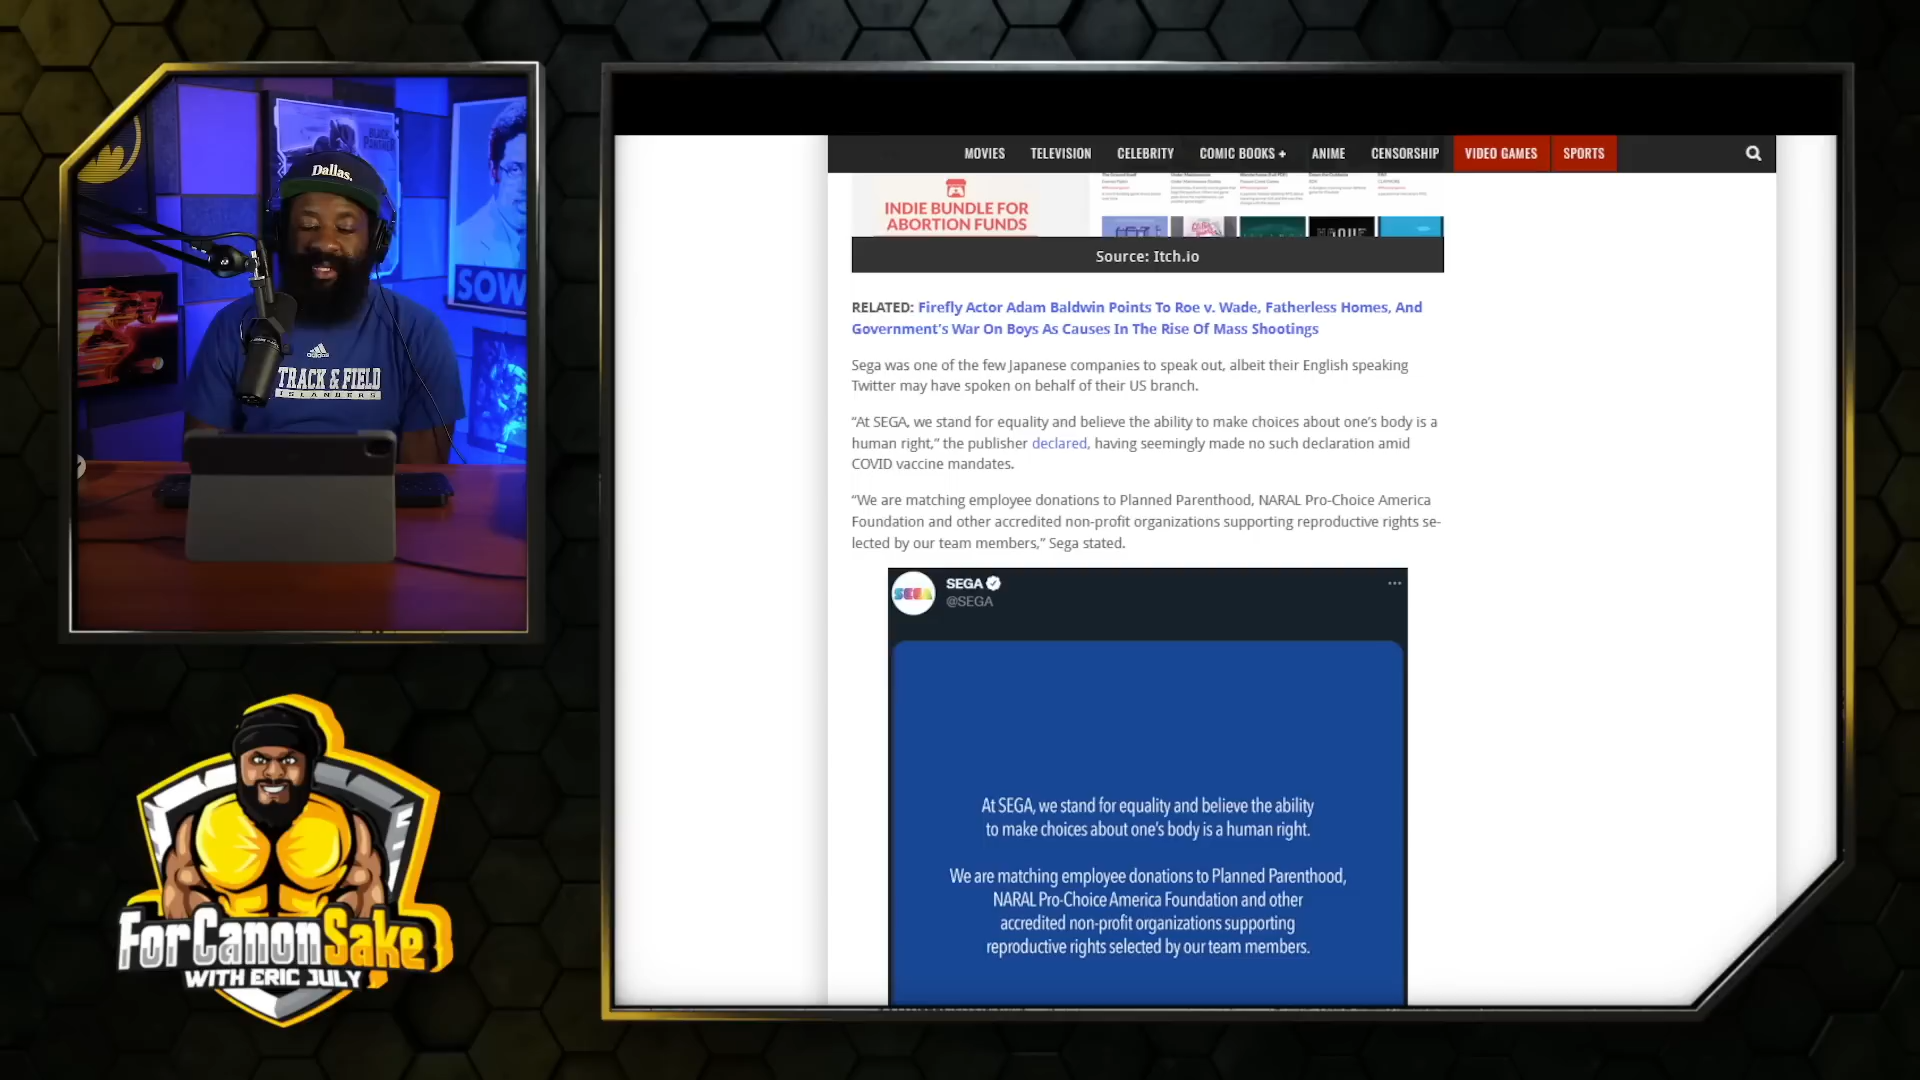 BLACK
PANTHER
Dallas.
SOW
adidas
TRACK & FIELD
ISLANDERS
ForCanonSake
WITH ERIC JULY
MOVIES TELEVISION CELEBRITY COMIC BOOKS + ANIME CENSORSHIP VIDEO GAMES SPORTS
INDIE BUNDLE FOR
ABORTION FUNDS
Source: Itch.io
RELATED: Firefly Actor Adam Baldwin Points To Roe v. Wade, Fatherless Homes, And
Government’s War On Boys As Causes In The Rise Of Mass Shootings
Sega was one of the few Japanese companies to speak out, albeit their English speaking
Twitter may have spoken on behalf of their US branch.
“At SEGA, we stand for equality and believe the ability to make choices about one’s body is a
human right,” the publisher declared, having seemingly made no such declaration amid
COVID vaccine mandates.
“We are matching employee donations to Planned Parenthood, NARAL Pro-Choice America
Foundation and other accredited non-profit organizations supporting reproductive rights se-
lected by our team members,” Sega stated.
SEGA
SEGA
@SEGA
At SEGA, we stand for equality and believe the ability
to make choices about one’s body is a human right.
We are matching employee donations to Planned Parenthood,
NARAL Pro-Choice America Foundation and other
accredited non-profit organizations supporting
reproductive rights selected by our team members.